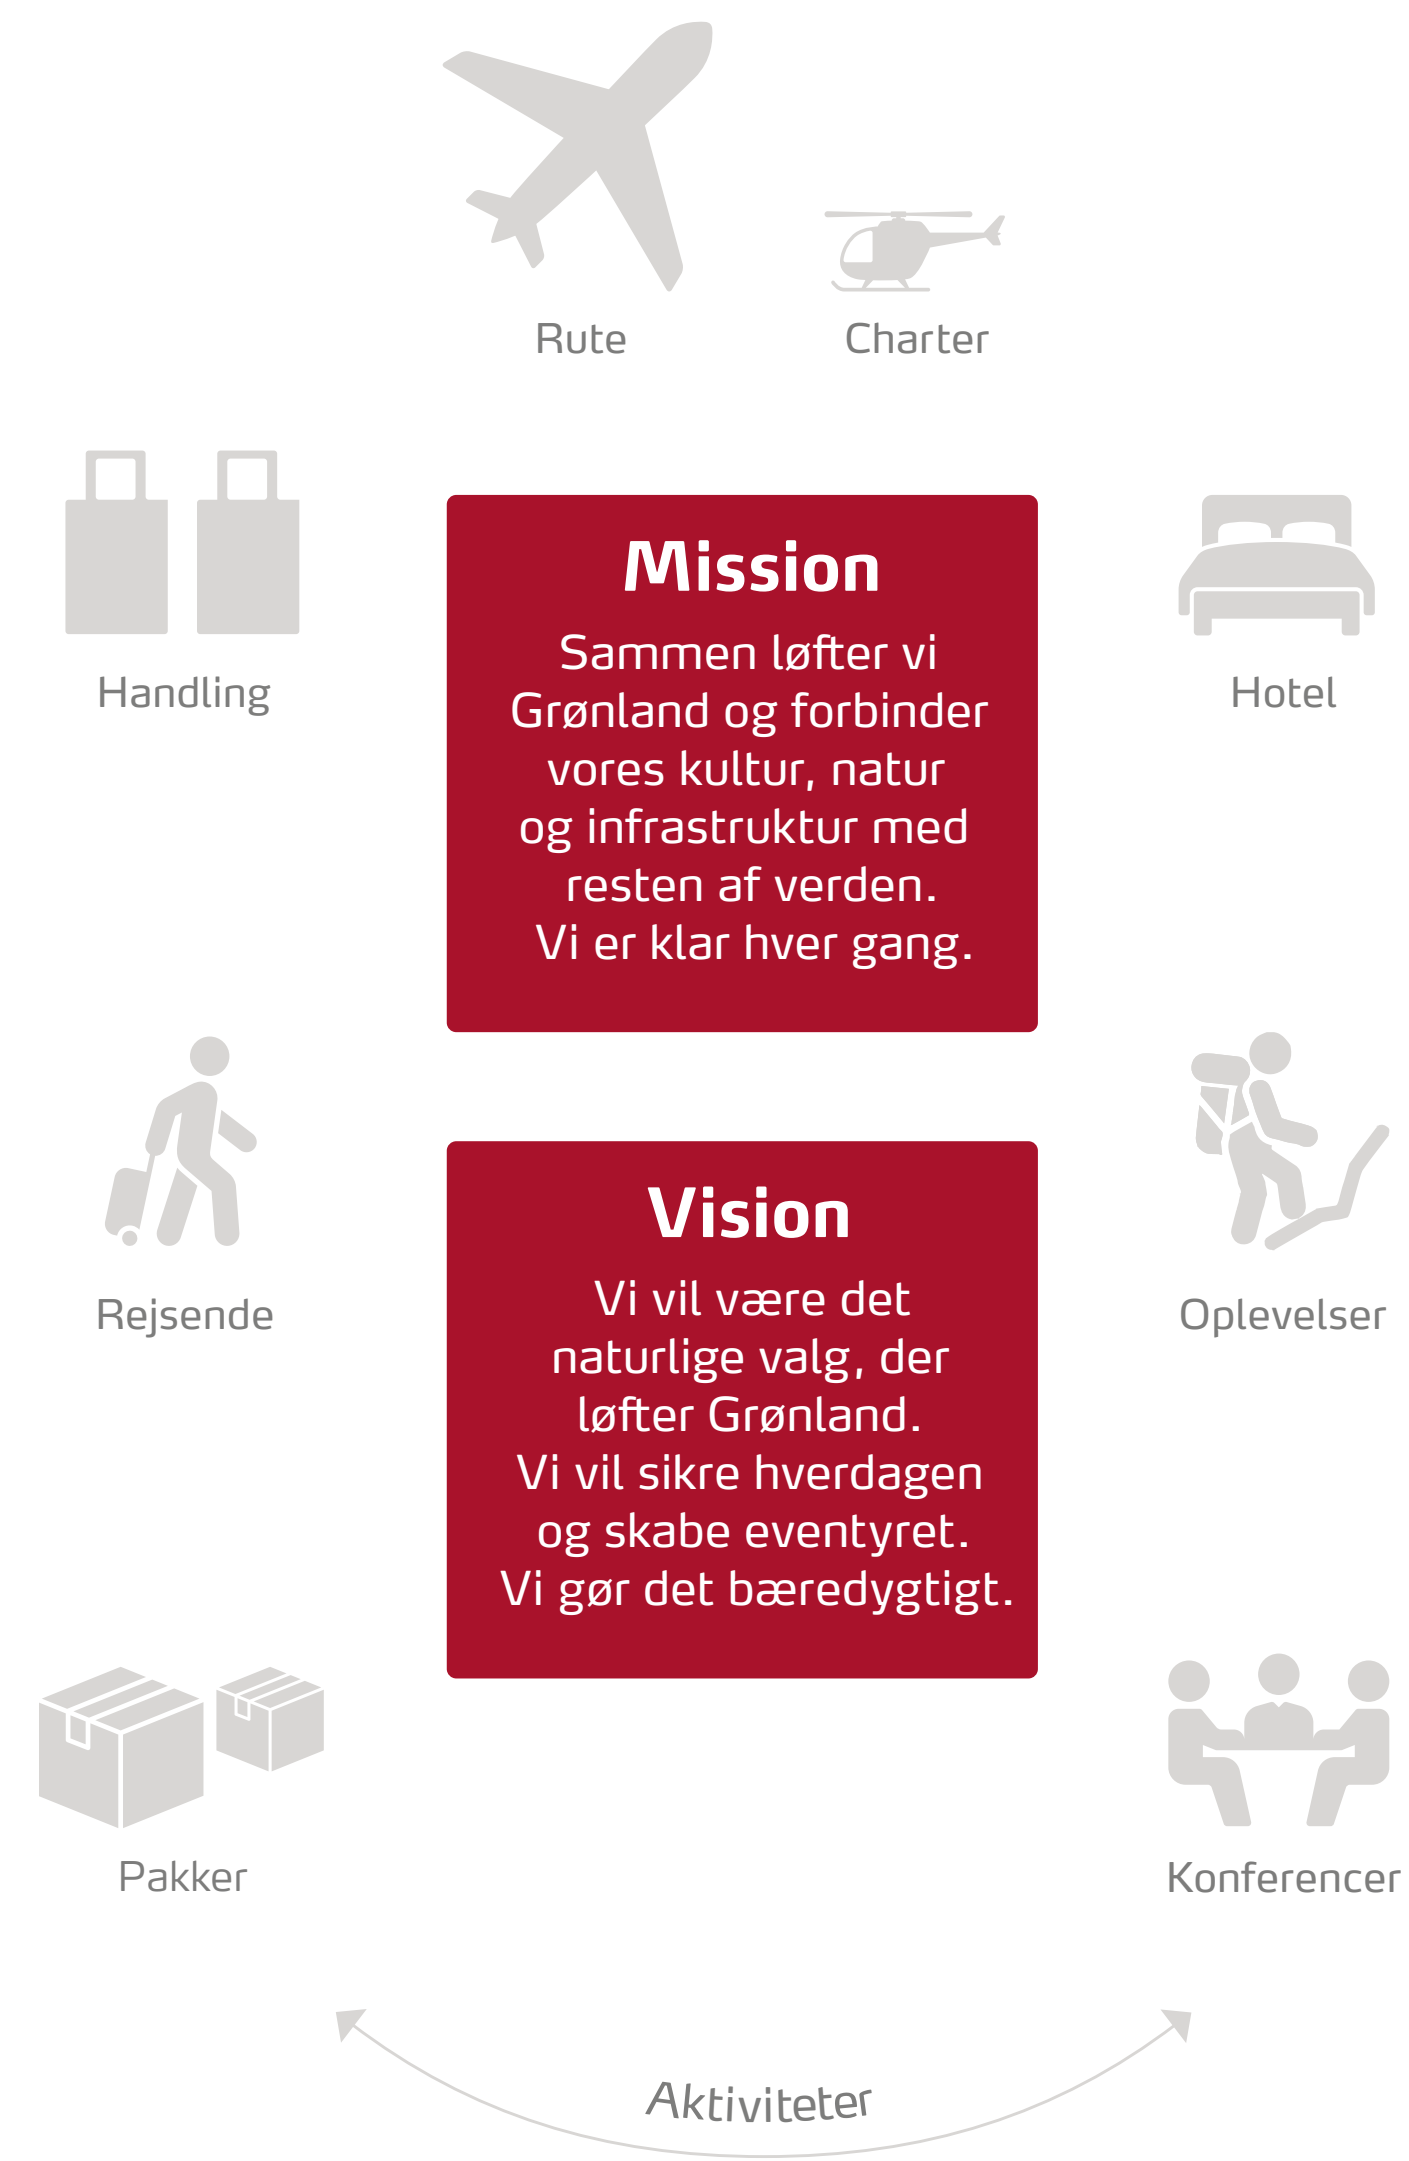 Rute
Charter
Handling
Hotel
Mission
Sammen løfter vi
Grønland og forbinder
vores kultur, natur
og infrastruktur med
resten af verden.
Vi er klar hver gang.
Rejsende
Oplevelser
Vision
Vi vil være det
naturlige valg, der
løfter Grønland.
Vi vil sikre hverdagen
og skabe eventyret.
Vi gør det bæredygtigt.
Pakker
Konferencer
Aktiviteter